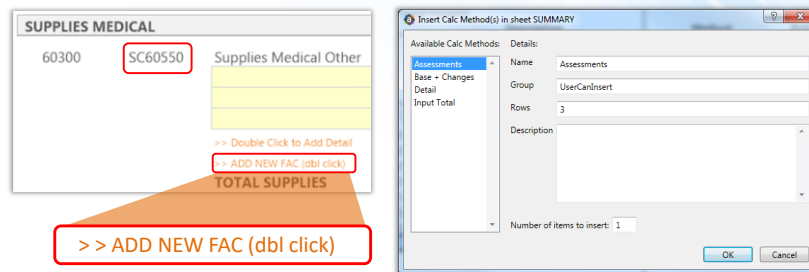 SUPPLIES MEDICAL
60300 SC60550 Supplies Medical Other
>> Double Click to Add Detail
>> ADD NEW FAC (dbl click)
TOTAL SUPPLIES
> > ADD NEW FAC (dbl click)
Insert Calc Method(s) in sheet SUMMARY
Available Calc Methods: Details:
Assessments
Base + Changes
Detail
Input Total
Name Assessments
Group UserCanInsert
Rows 3
Description
Number of items to insert: 1
OK Cancel